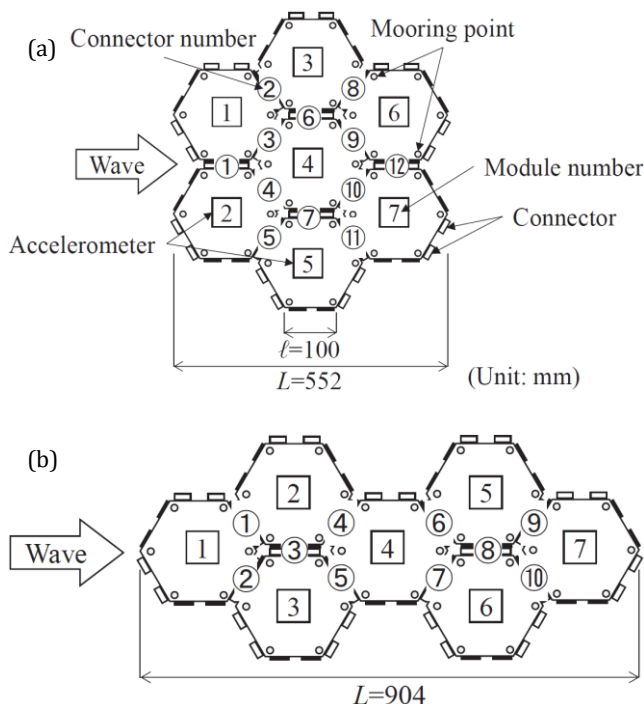 (a)
Connector number
Mooring point
3
② ⑧
1 6
⑥
③ ⑨
Wave
① ⑫
4
Module number
④ ⑩
2 7
⑦
Connector
Accelerometer
⑤ ⑪
5
ℓ=100
L=552
(Unit: mm)
(b)
2 5
① ④ ⑥ ⑨
Wave
1 ③ 4 ⑧ 7
② ⑤ ⑦ ⑩
3 6
L=904